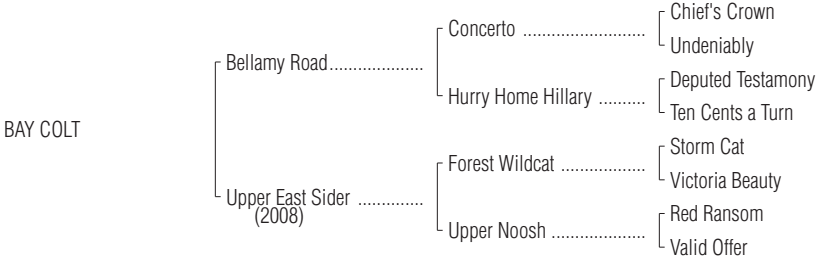 Chief's Crown
Concerto ..........................
Undeniably
Bellamy Road....................
Deputed Testamony
Hurry Home Hillary ..........
Ten Cents a Turn
BAY COLT
Storm Cat
Forest Wildcat ..................
Victoria Beauty
Upper East Sider ..............
(2008)
Red Ransom
Upper Noosh ....................
Valid Offer